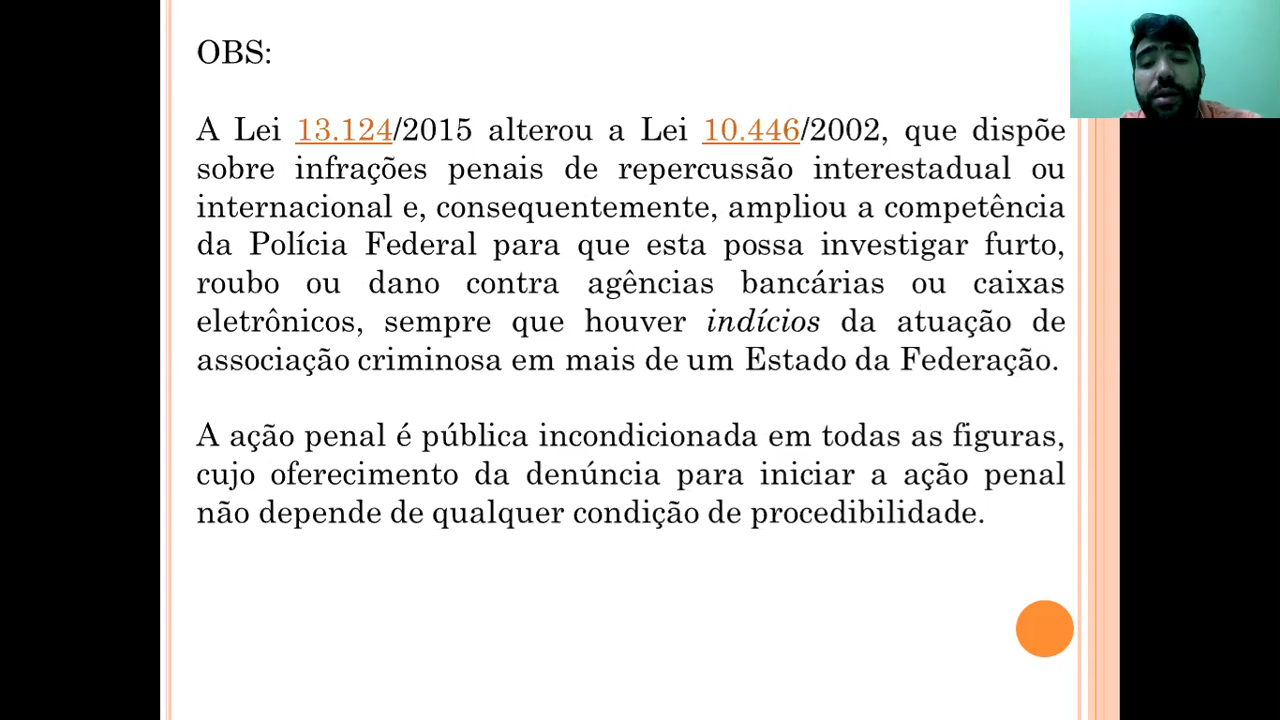 OBS:
A Lei 13.124/2015 alterou a Lei 10.446/2002, que dispõe
sobre infrações penais de repercussão interestadual ou
internacional e, consequentemente, ampliou a competência
da Polícia Federal para que esta possa investigar furto,
roubo ou dano contra agências bancárias ou caixas
eletrônicos, sempre que houver indícios da atuação de
associação criminosa em mais de um Estado da Federação.
A ação penal é pública incondicionada em todas as figuras,
cujo oferecimento da denúncia para iniciar a ação penal
não depende de qualquer condição de procedibilidade.